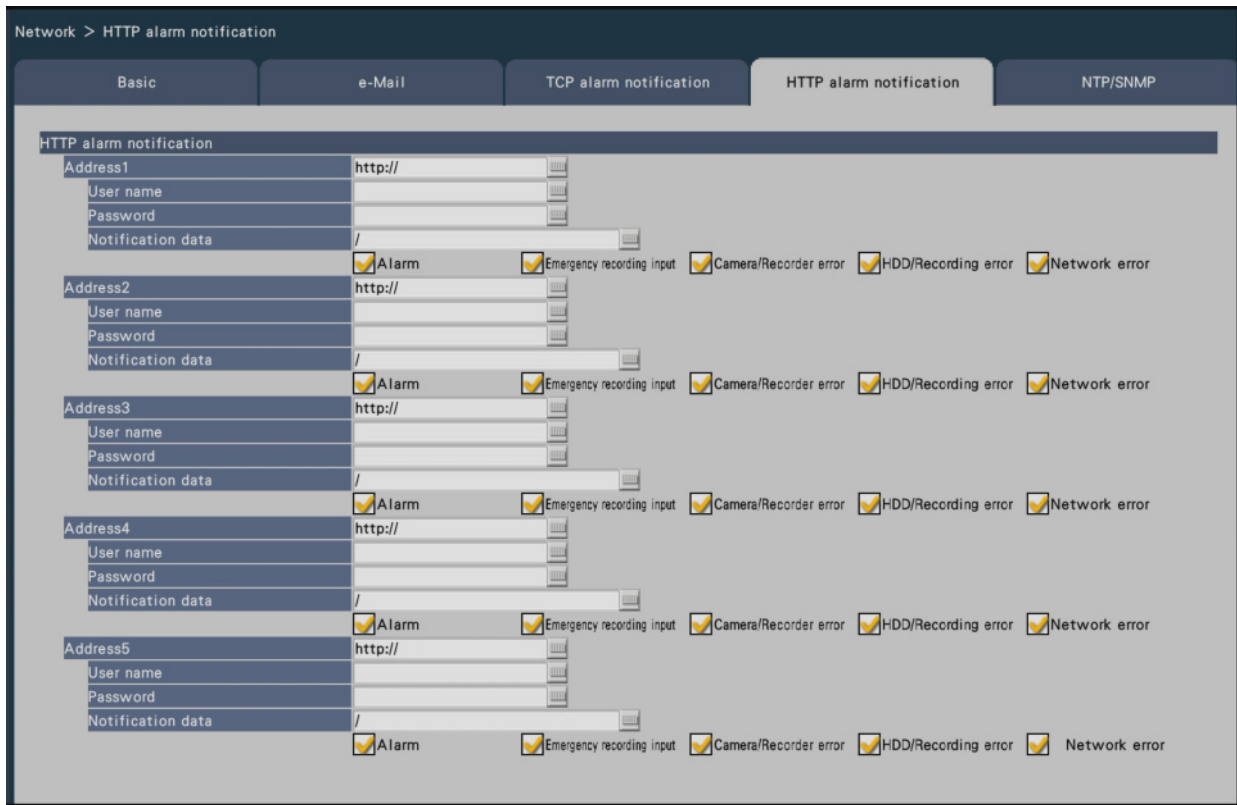 Network > HTTP alarm notification
Basic e-Mail TCP alarm notification HTTP alarm notification NTP/SNMP
HTTP alarm notification
Address1 http://
User name
Password
Notification data /
Alarm Emergency recording input Camera/Recorder error HDD/Recording error Network error
Address2 http://
User name
Password
Notification data /
Alarm Emergency recording input Camera/Recorder error HDD/Recording error Network error
Address3 http://
User name
Password
Notification data /
Alarm Emergency recording input Camera/Recorder error HDD/Recording error Network error
Address4 http://
User name
Password
Notification data /
Alarm Emergency recording input Camera/Recorder error HDD/Recording error Network error
Address5 http://
User name
Password
Notification data /
Alarm Emergency recording input Camera/Recorder error HDD/Recording error Network error